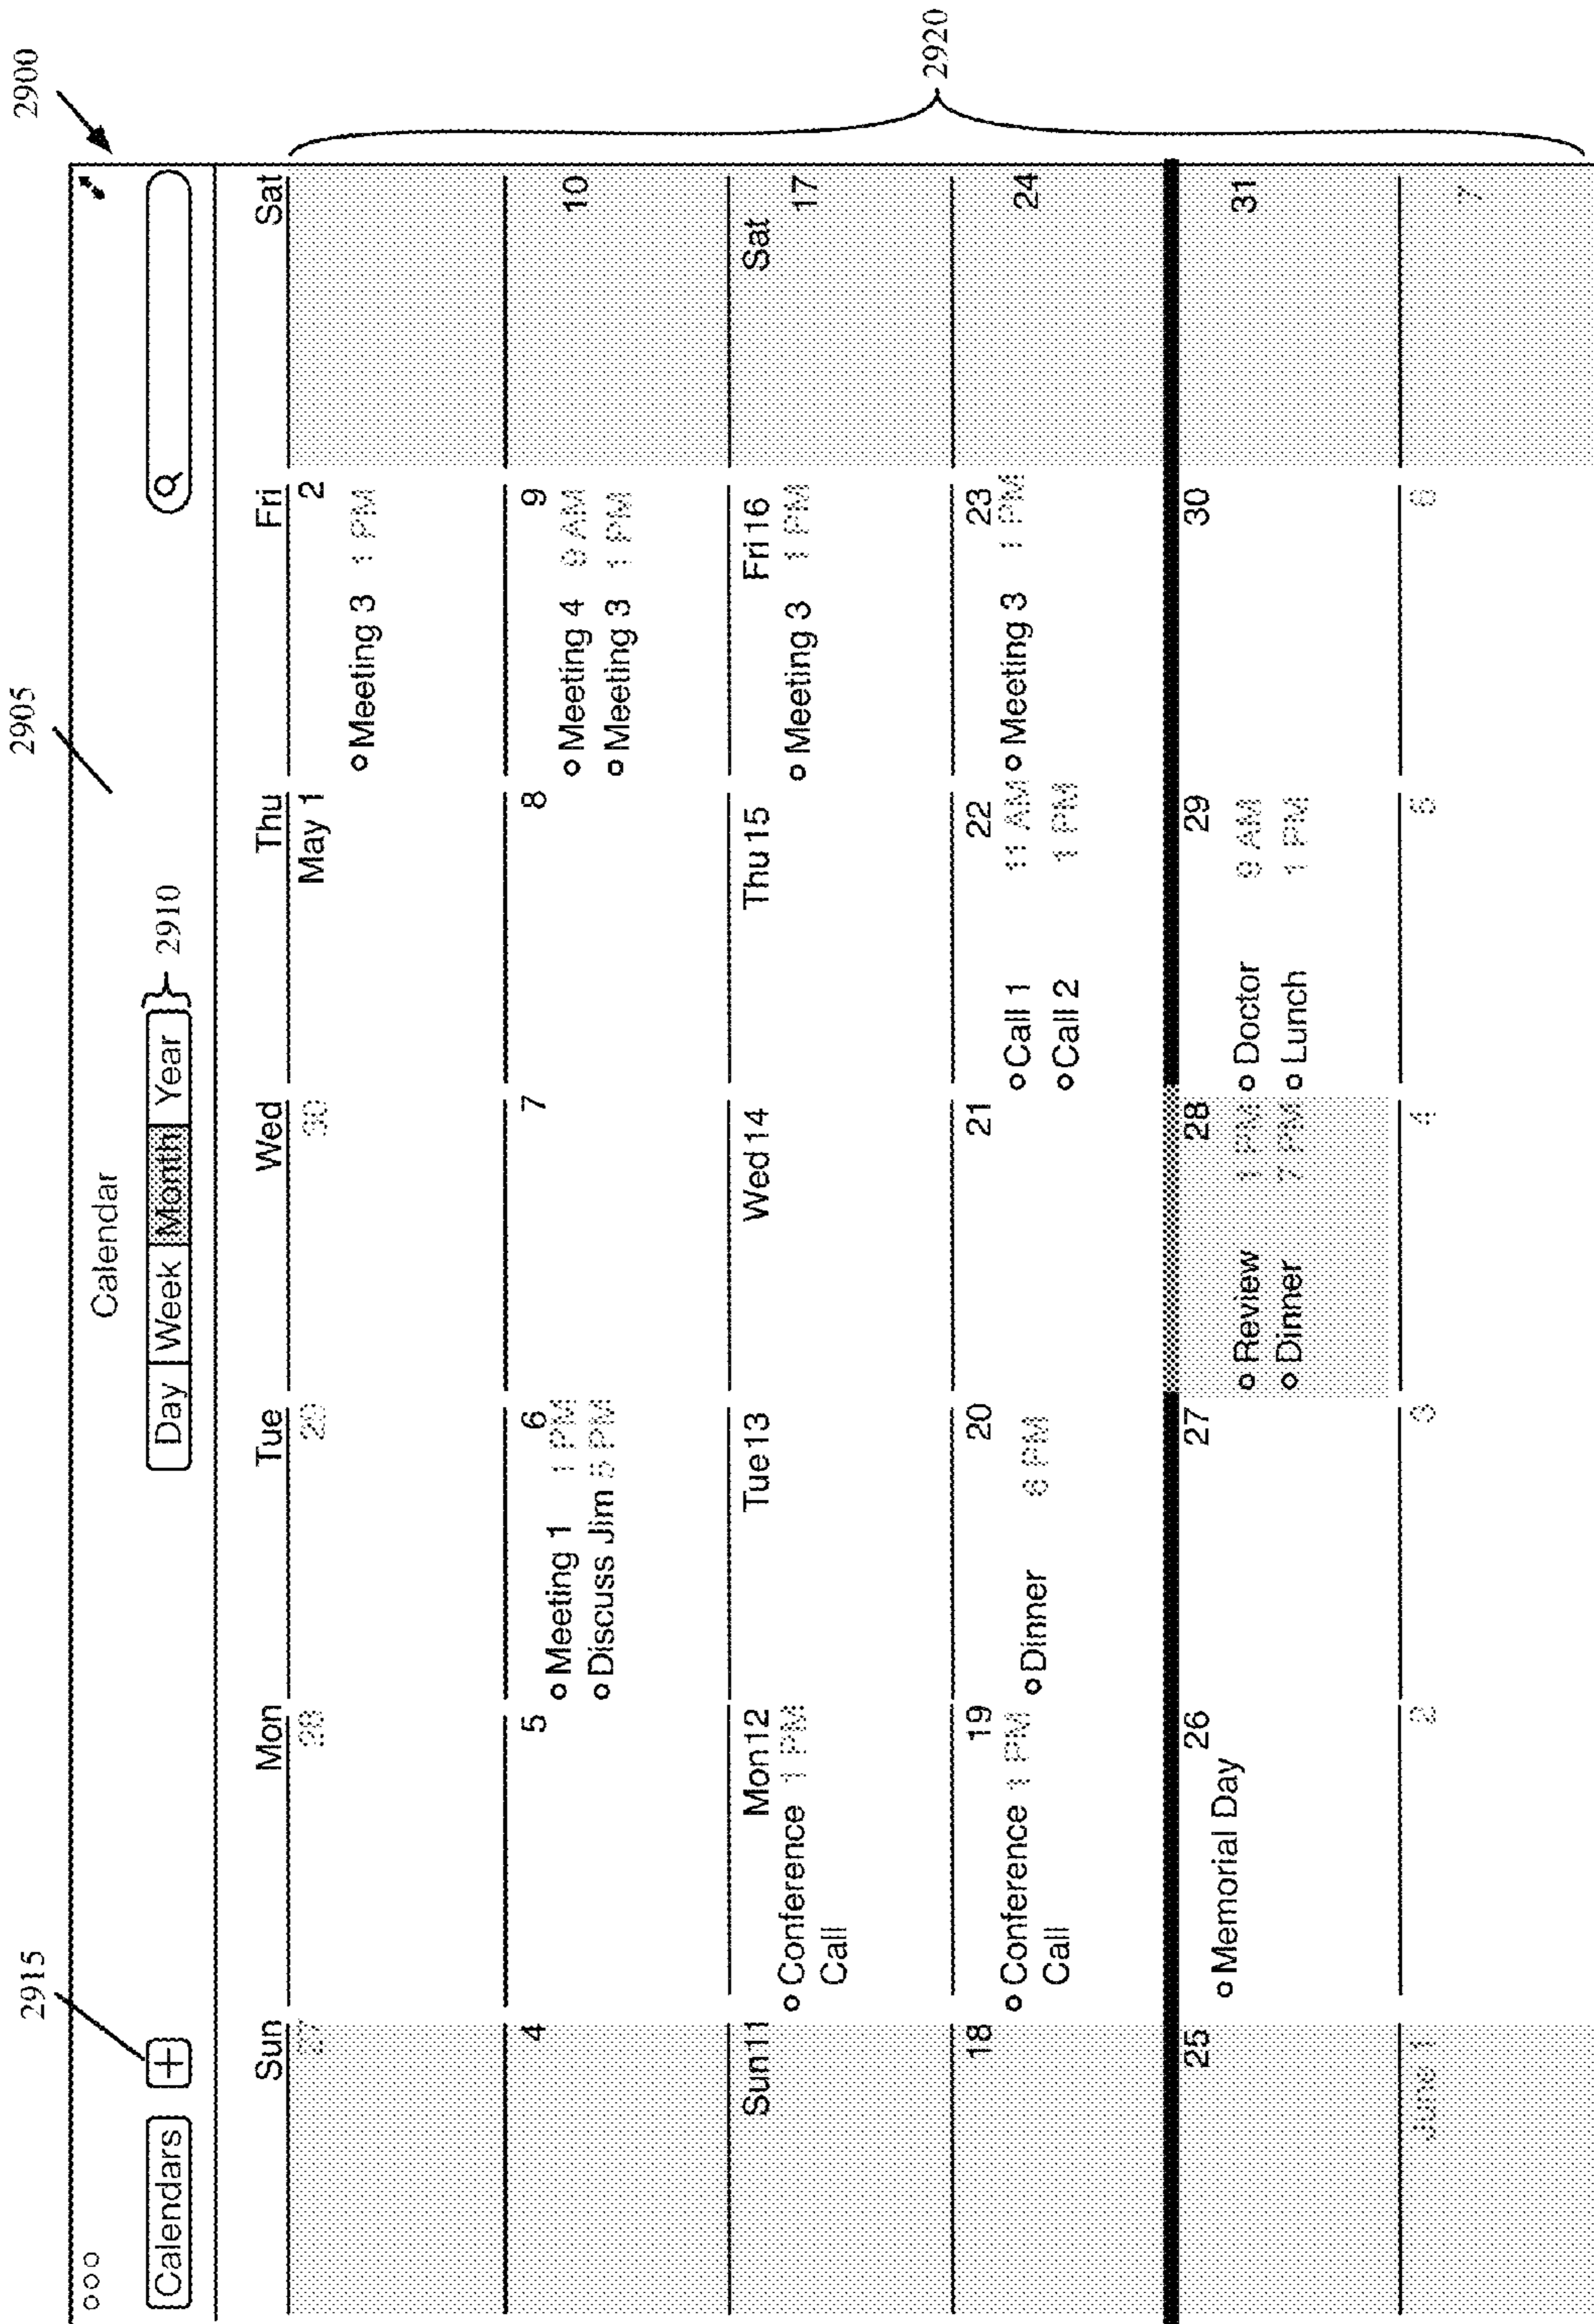 2900
2905
2915
Calendar
Calendars
+
Day Week Month Year
2910
Sun Mon Tue Wed Thu Fri Sat
27 28 29 30 May 1 2
Meeting 3 1 PM
4 5 6 7 8 9 10
Meeting 1 1 PM
Discuss Jim 5 PM
Meeting 4 9 AM
Meeting 3 1 PM
Sun 11 Mon 12 Tue 13 Wed 14 Thu 15 Fri 16 Sat 17
Conference 1 PM
Call
Meeting 3 1 PM
18 19 20 21 22 23 24
Conference 1 PM
Call
Dinner 6 PM
Call 1 11 AM
Call 2 1 PM
Meeting 3 1 PM
25 26 27 28 29 30 31
Memorial Day
Review 1 PM
Dinner 7 PM
Doctor 9 AM
Lunch 1 PM
June 1 2 3 4 5 6 7
2920